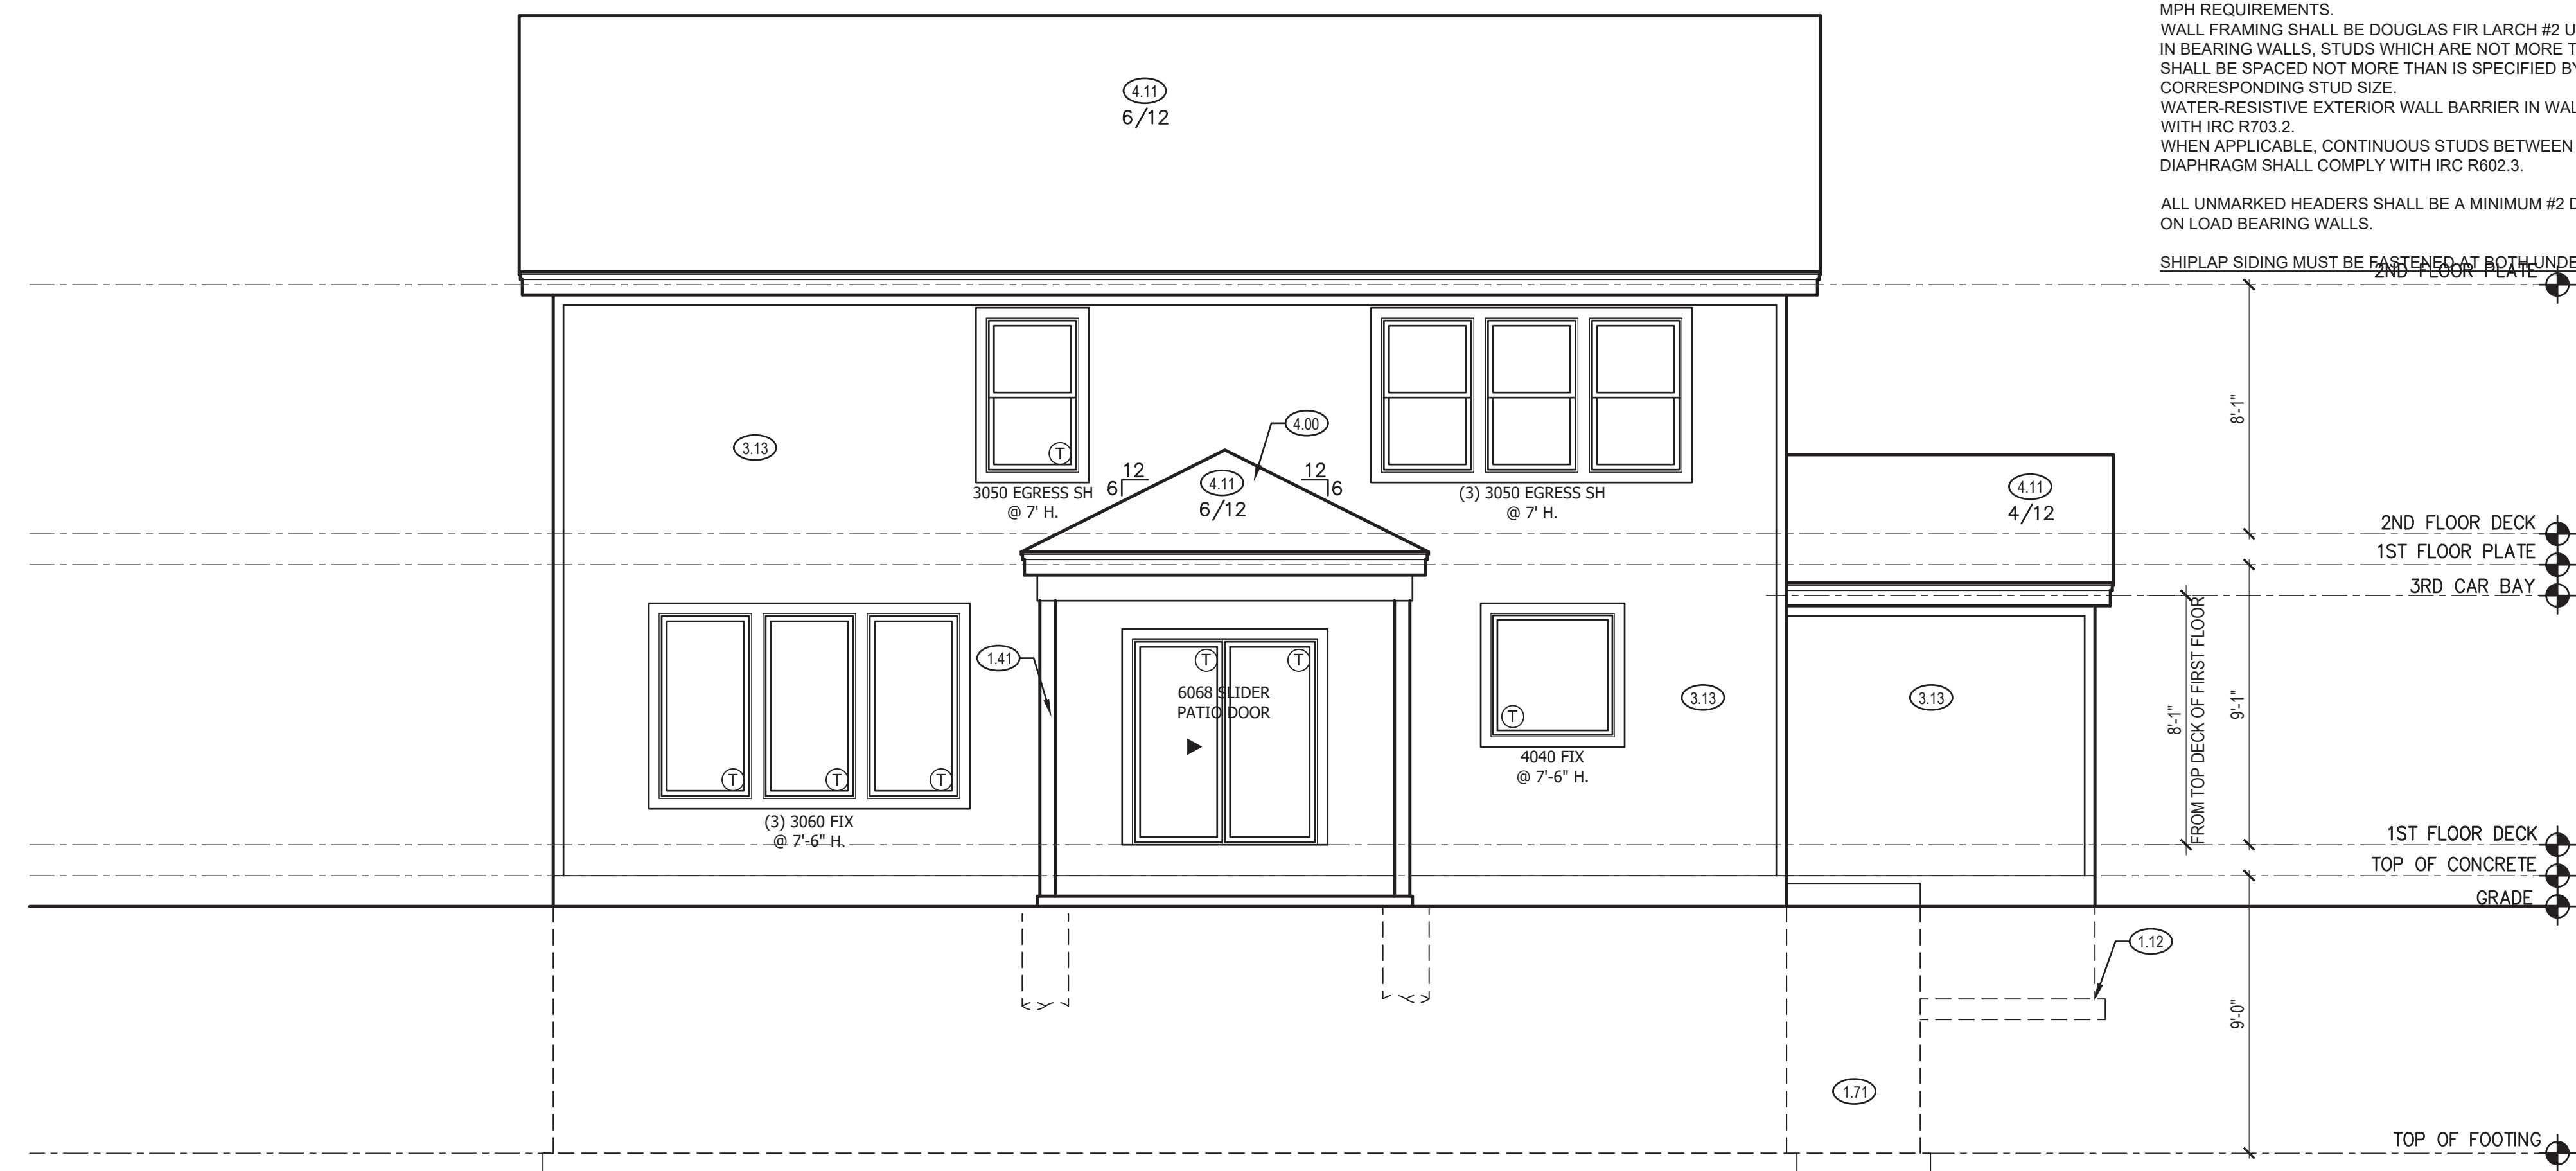 MPH REQUIREMENTS.
WALL FRAMING SHALL BE DOUGLAS FIR LARCH #2 U
IN BEARING WALLS, STUDS WHICH ARE NOT MORE T
SHALL BE SPACED NOT MORE THAN IS SPECIFIED BY
CORRESPONDING STUD SIZE.
WATER-RESISTIVE EXTERIOR WALL BARRIER IN WAL
WITH IRC R703.2.
WHEN APPLICABLE, CONTINUOUS STUDS BETWEEN
DIAPHRAGM SHALL COMPLY WITH IRC R602.3.
ALL UNMARKED HEADERS SHALL BE A MINIMUM #2 D
ON LOAD BEARING WALLS.
SHIPLAP SIDING MUST BE FASTENED AT BOTH UNDE
2ND FLOOR PLATE
4.11
6/12
8'-1"
3.13
T
3050 EGRESS SH
@ 7' H.
4.00
12
6
12
6
4.11
6/12
(3) 3050 EGRESS SH
@ 7' H.
4.11
4/12
2ND FLOOR DECK
1ST FLOOR PLATE
3RD CAR BAY
1.41
T
T
6068 SLIDER
PATIO DOOR
T
T
T
(3) 3060 FIX
@ 7'-6" H.
T
4040 FIX
@ 7'-6" H.
3.13
3.13
8'-1"
FROM TOP DECK OF FIRST FLOOR
9'-1"
1ST FLOOR DECK
TOP OF CONCRETE
GRADE
1.12
9'-0"
1.71
TOP OF FOOTING